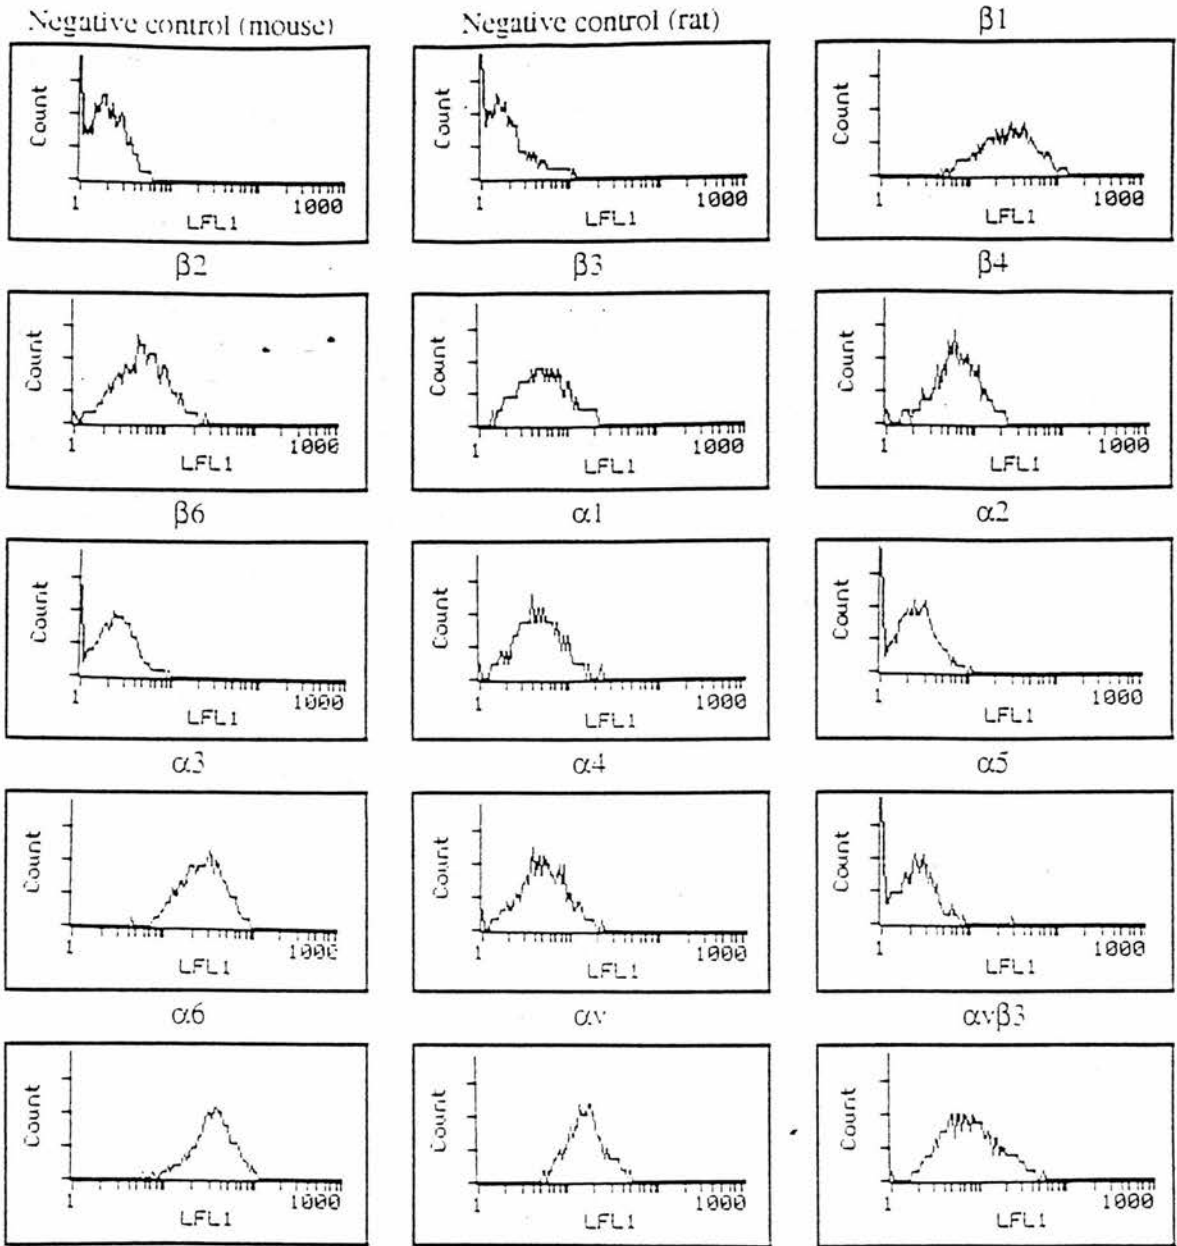 Negative control (mouse)
Negative control (rat)
β1
Count
1
1000
LFL1
Count
1
1000
LFL1
Count
1
1000
LFL1
β2
β3
β4
Count
1
1000
LFL1
Count
1
1000
LFL1
Count
1
1000
LFL1
β6
α1
α2
Count
1
1000
LFL1
Count
1
1000
LFL1
Count
1
1000
LFL1
α3
α4
α5
Count
1
1000
LFL1
Count
1
1000
LFL1
Count
1
1000
LFL1
α6
αv
αvβ3
Count
1
1000
LFL1
Count
1
1000
LFL1
Count
1
1000
LFL1